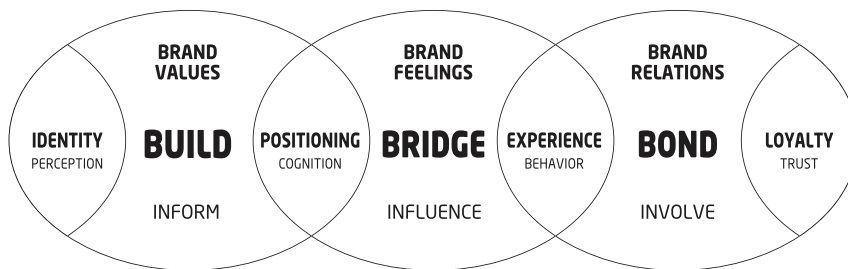 BRAND
VALUES
BRAND
FEELINGS
BRAND
RELATIONS
IDENTITY
PERCEPTION
BUILD
POSITIONING
COGNITION
BRIDGE
EXPERIENCE
BEHAVIOR
BOND
LOYALTY
TRUST
INFORM
INFLUENCE
INVOLVE